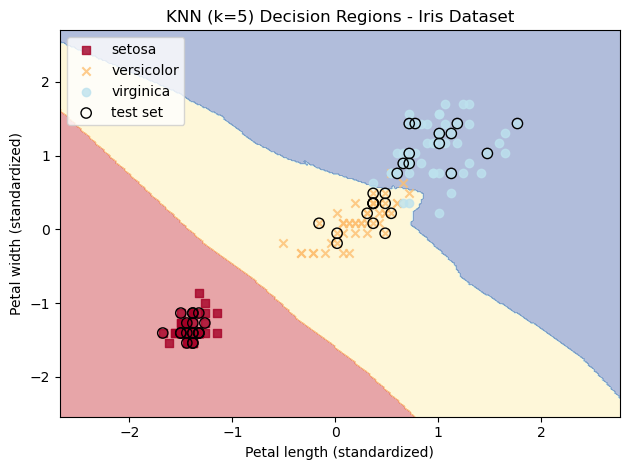 KNN (k=5) Decision Regions - Iris Dataset
setosa
versicolor
virginica
test set
2
1
0
−1
−2
Petal width (standardized)
−2
−1
0
1
2
Petal length (standardized)